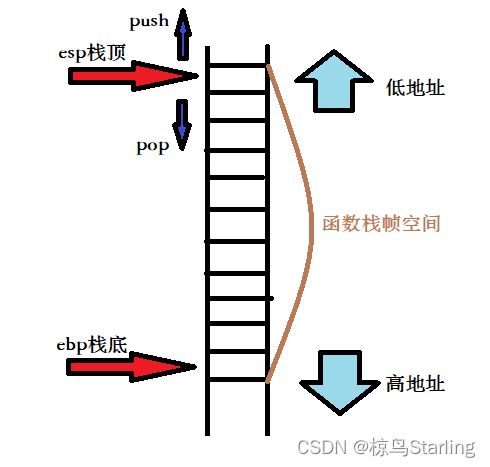 push
esp栈顶
低地址
pop
函数栈帧空间
ebp栈底
高地址
CSDN @椋鸟Starling